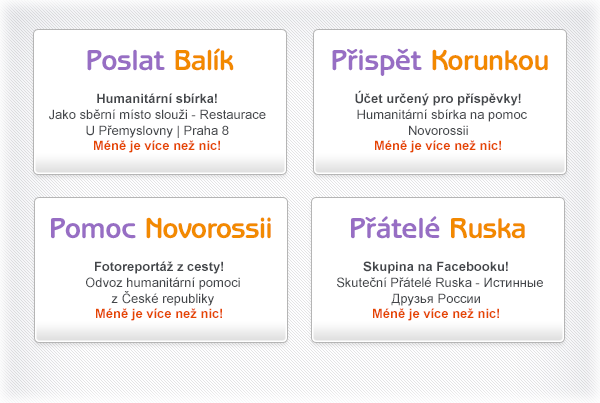 Poslat Balík
Humanitární sbírka!
Jako sběrní místo slouži - Restaurace
U Přemyslovny | Praha 8
Méně je více než nic!
Přispět Korunkou
Účet určený pro příspěvky!
Humanitární sbírka na pomoc
Novorossii
Méně je více než nic!
Pomoc Novorossii
Fotoreportáž z cesty!
Odvoz humanitární pomoci
z České republiky
Méně je více než nic!
Přátelé Ruska
Skupina na Facebooku!
Skuteční Přátelé Ruska - Истинные
Друзья России
Méně je více než nic!